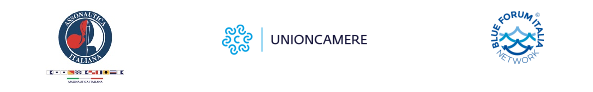 ASSONAUTICA
ITALIANA
UNIONCAMERE
BLUE FORUM ITALIA
NETWORK